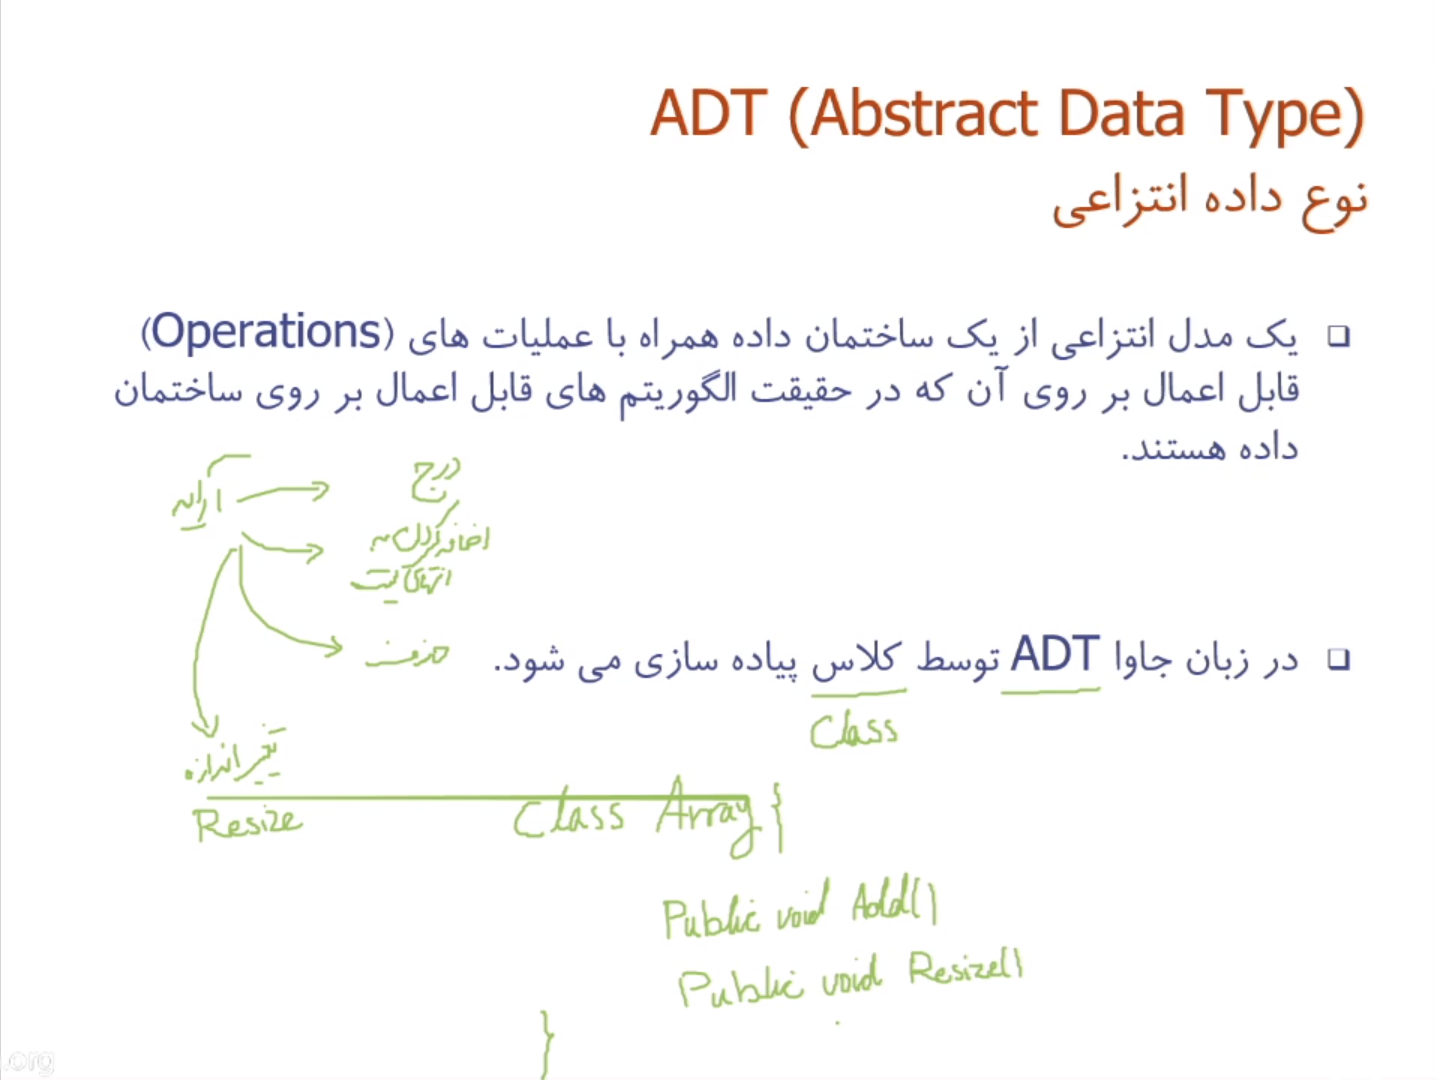 ADT (Abstract Data Type)
نوع داده انتزاعی
❑ یک مدل انتزاعی از یک ساختمان داده همراه با عملیات های (Operations)
قابل اعمال بر روی آن که در حقیقت الگوریتم های قابل اعمال بر روی ساختمان
داده هستند.
آرایه
درج
اضافه کردن به
انتهای لیست
حذف
تغییر اندازه
Resize
❑ در زبان جاوا ADT توسط کلاس پیاده سازی می شود.
Class
Class Array {
Public void Add()
Public void Resize()
}
.org